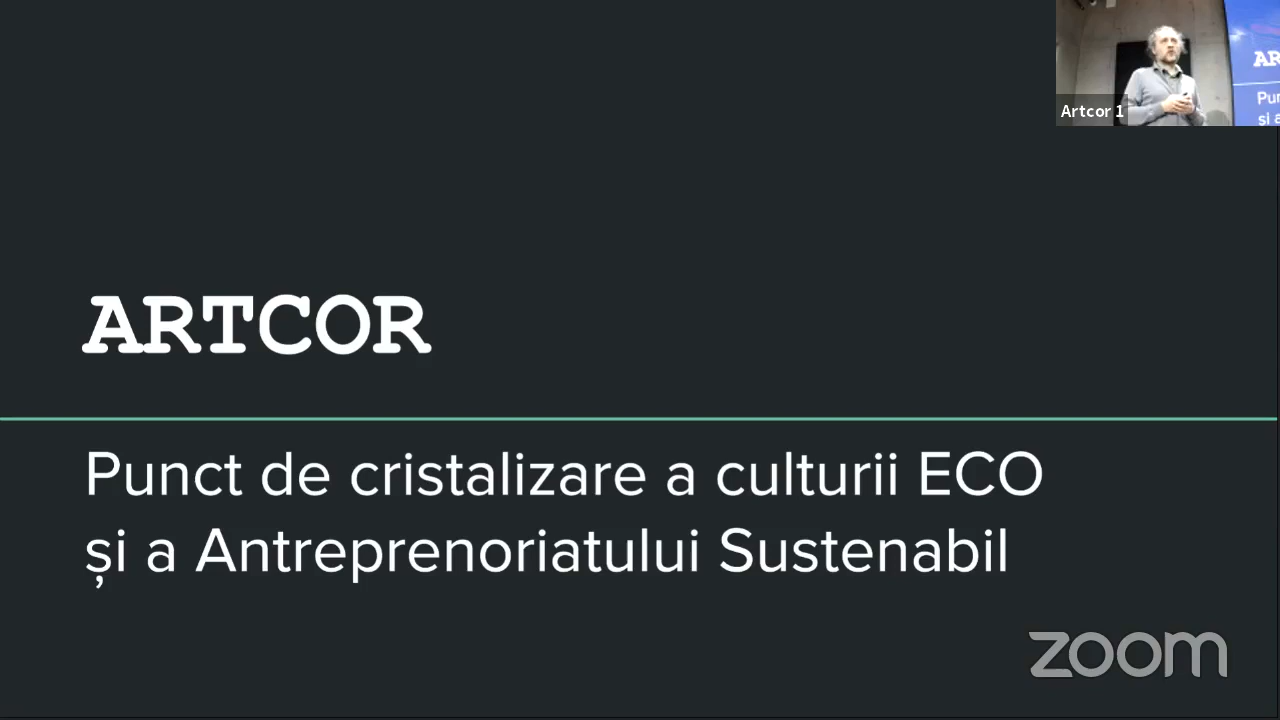 Artcor 1
ARTCOR
Punct de cristalizare a culturii ECO
și a Antreprenoriatului Sustenabil
zoom